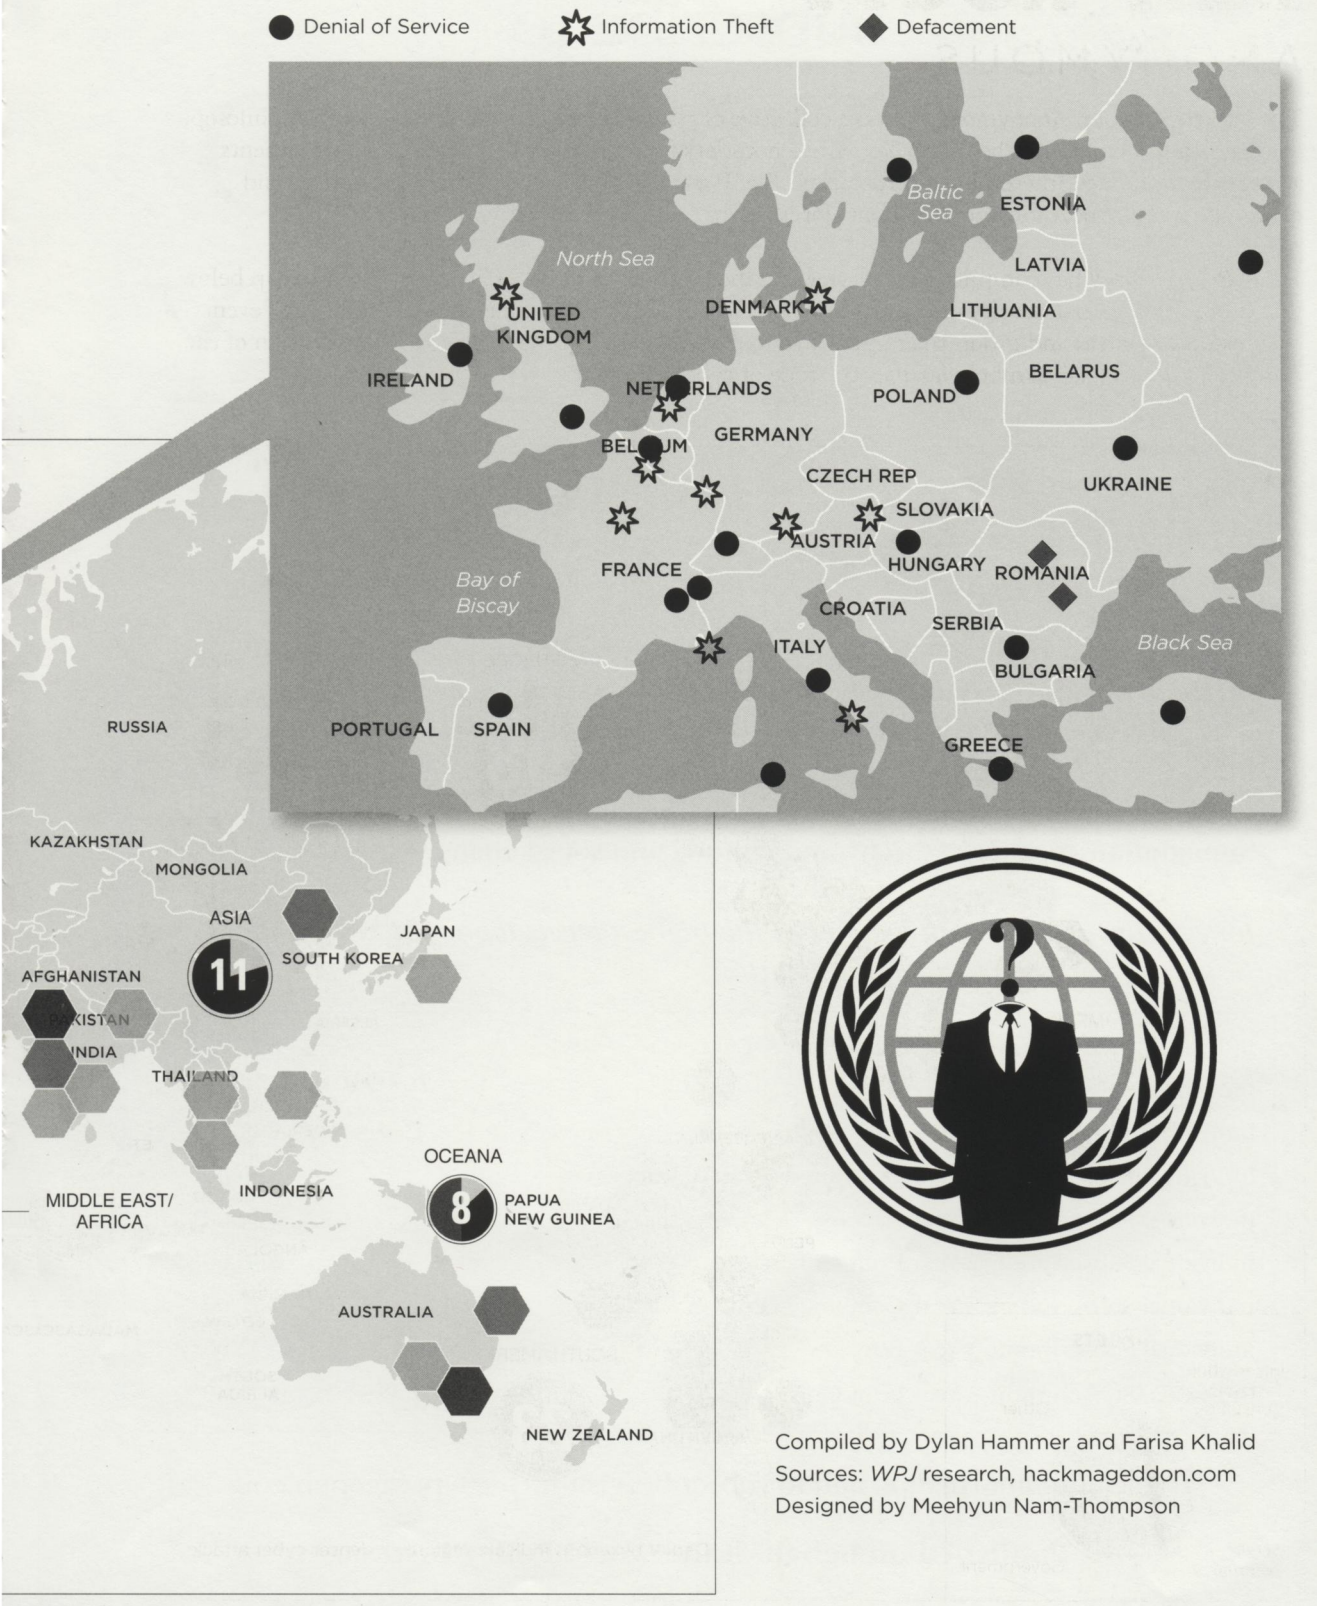 Denial of Service
Information Theft
Defacement
Baltic
Sea
ESTONIA
North Sea
LATVIA
DENMARK
LITHUANIA
UNITED
KINGDOM
IRELAND
NETHERLANDS
BELARUS
POLAND
BELGIUM
GERMANY
CZECH REP
UKRAINE
SLOVAKIA
AUSTRIA
FRANCE
HUNGARY
ROMANIA
Bay of
Biscay
CROATIA
SERBIA
Black Sea
ITALY
BULGARIA
PORTUGAL
SPAIN
GREECE
RUSSIA
KAZAKHSTAN
MONGOLIA
ASIA
11
JAPAN
SOUTH KOREA
AFGHANISTAN
PAKISTAN
INDIA
THAILAND
OCEANA
8
INDONESIA
MIDDLE EAST/
AFRICA
PAPUA
NEW GUINEA
AUSTRALIA
NEW ZEALAND
?
Compiled by Dylan Hammer and Farisa Khalid
Sources: WPJ research, hackmageddon.com
Designed by Meehyun Nam-Thompson